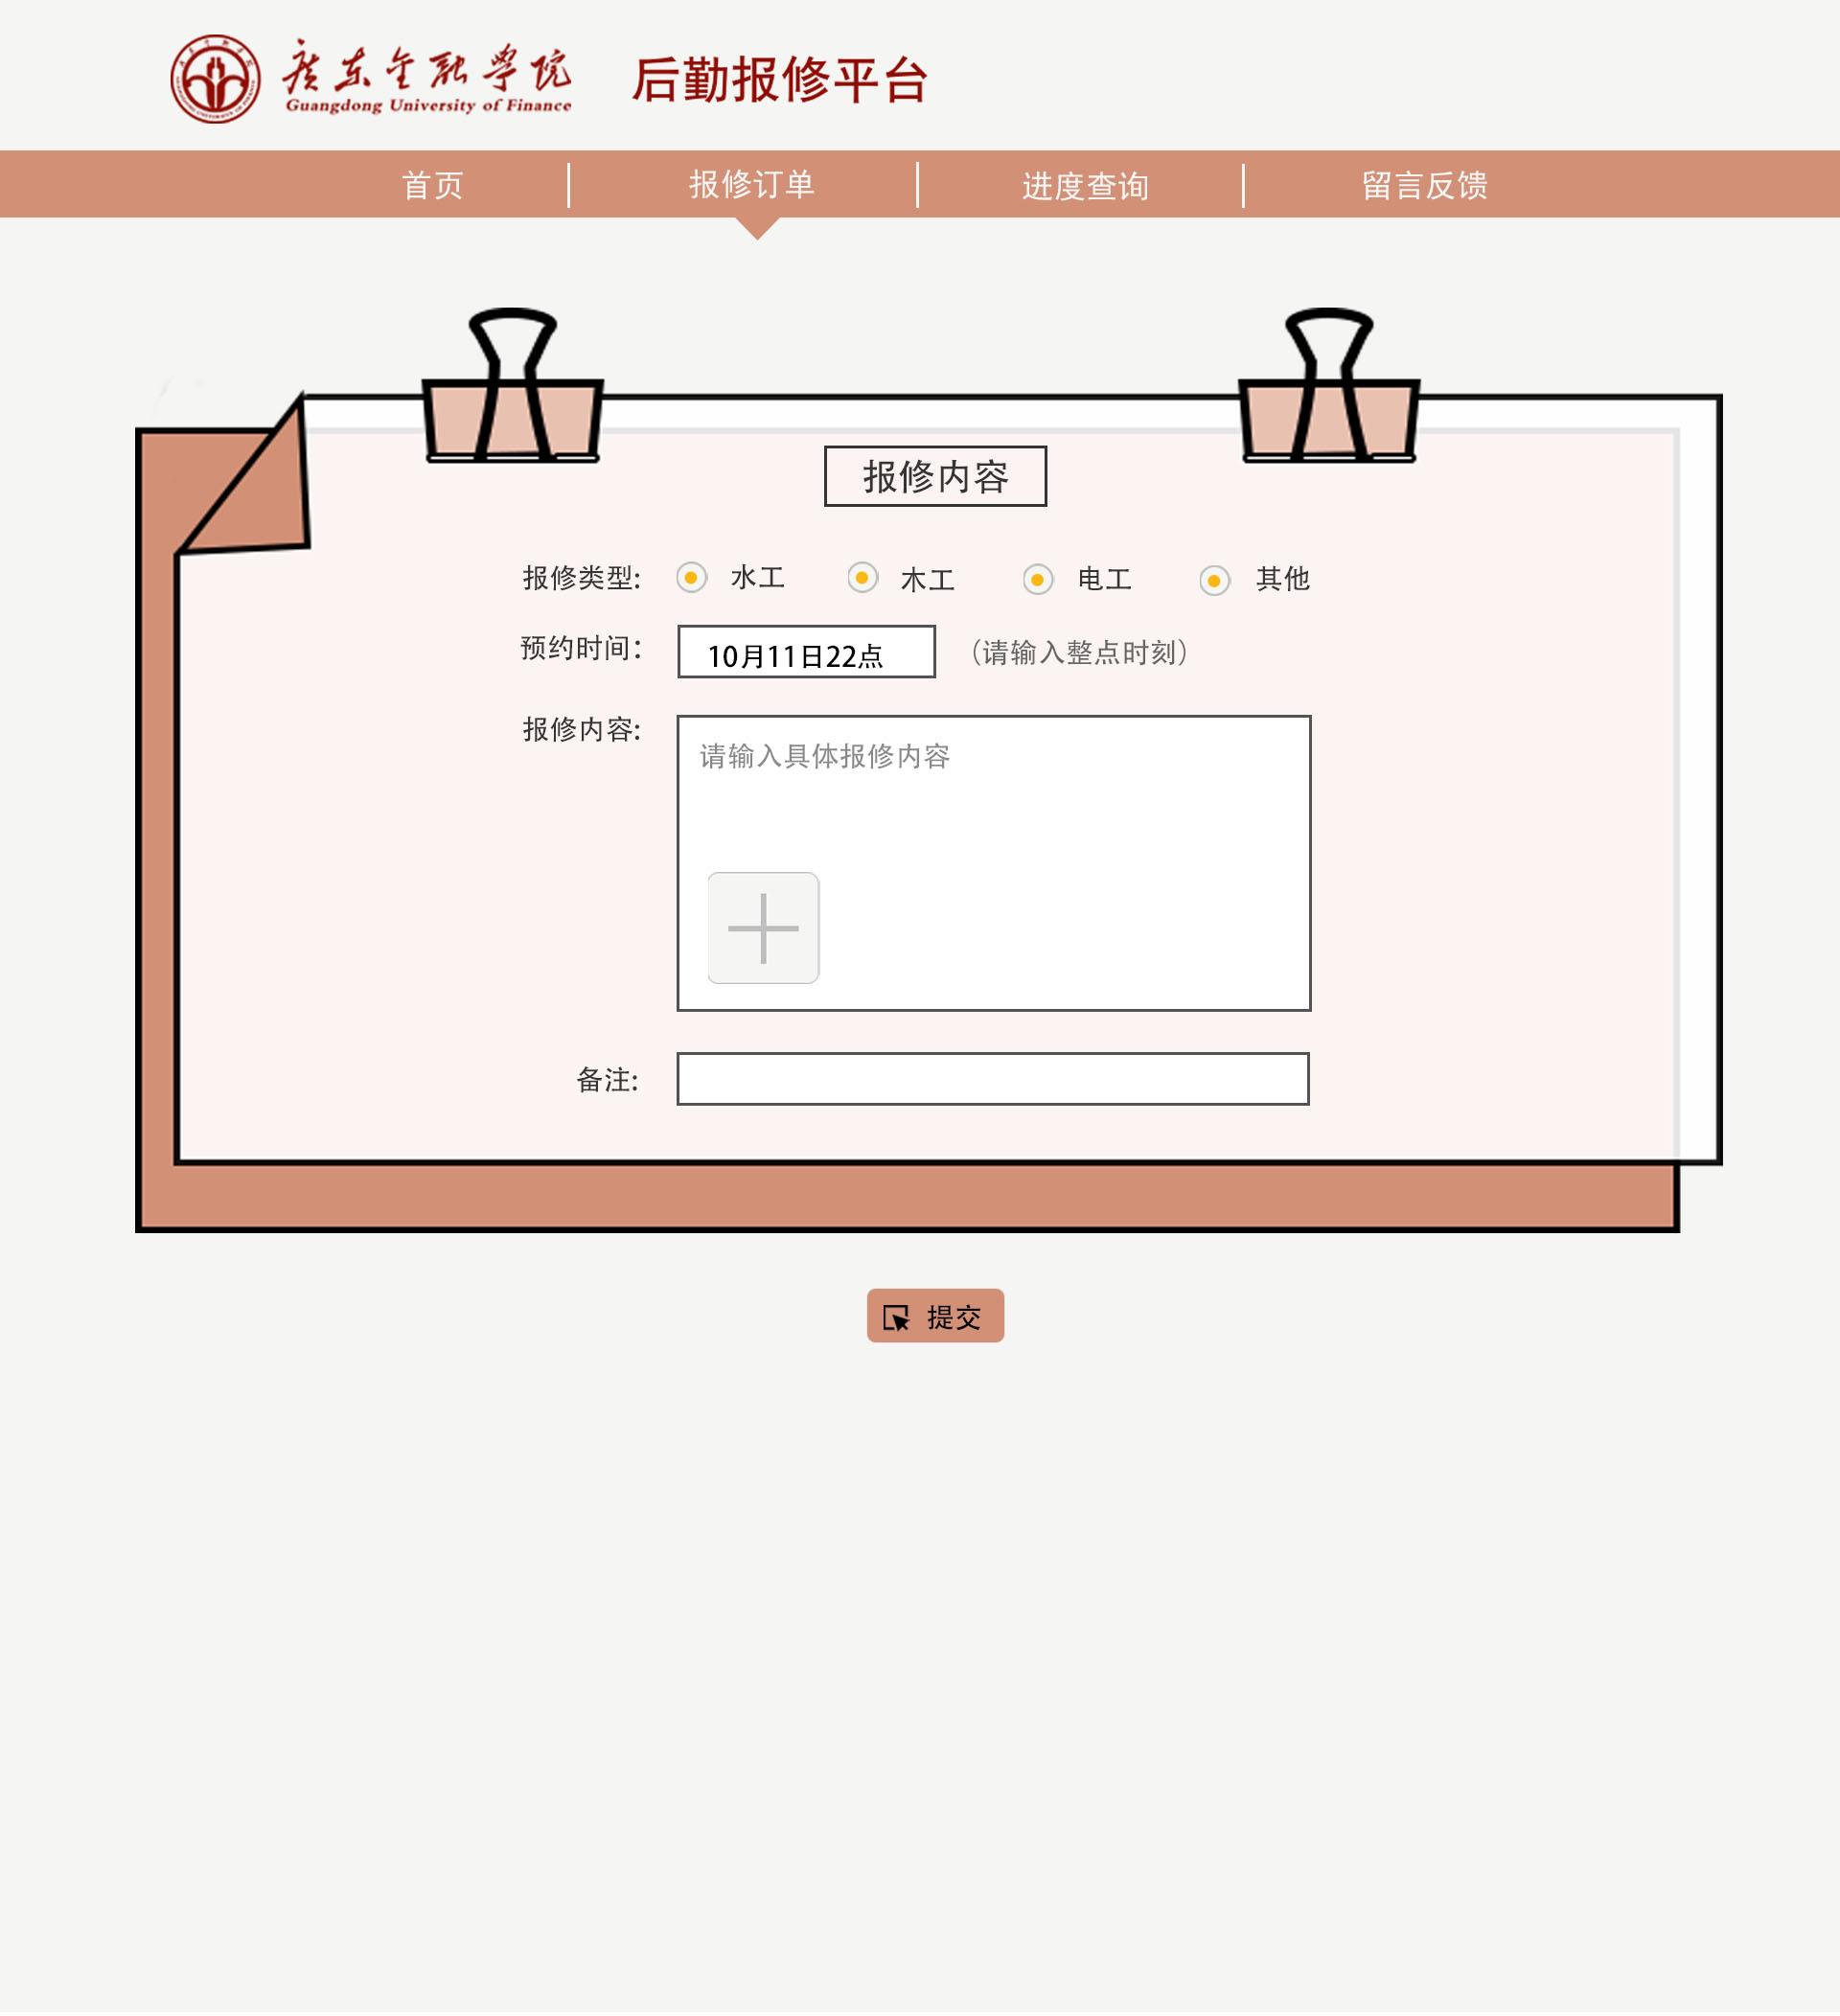 广东金融学院
Guangdong University of Finance
后勤报修平台
首页
报修订单
进度查询
留言反馈
报修内容
报修类型: 水工 木工 电工 其他
预约时间： 10月11日22点 （请输入整点时刻）
报修内容:
请输入具体报修内容
备注:
提交